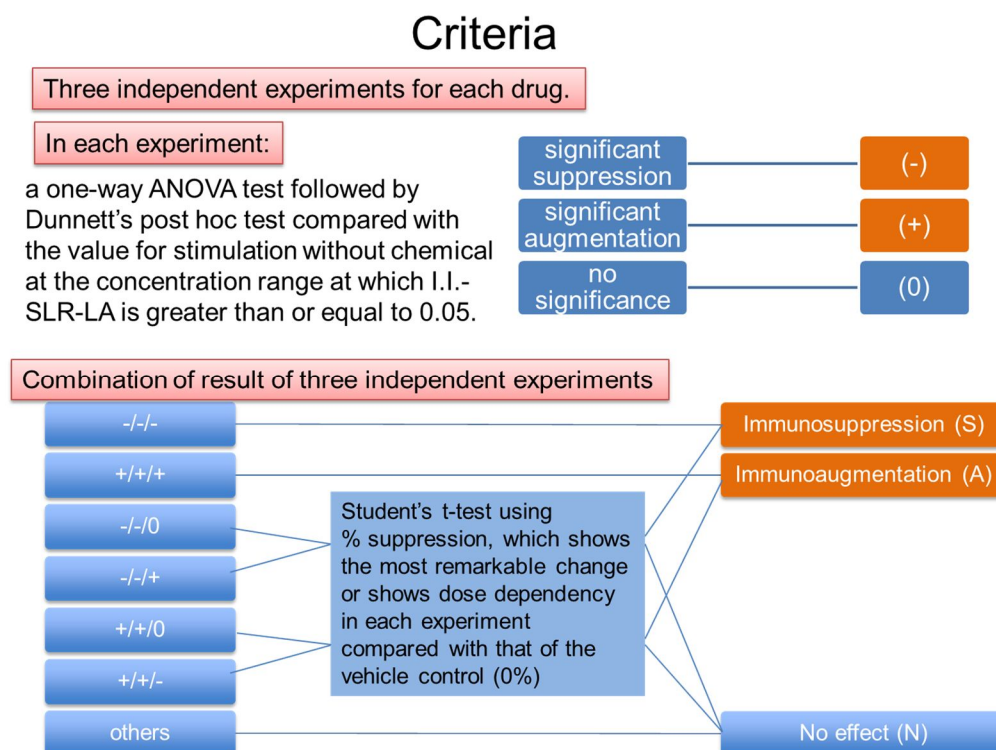 Criteria
Three independent experiments for each drug.
In each experiment:
a one-way ANOVA test followed by
Dunnett's post hoc test compared with
the value for stimulation without chemical
at the concentration range at which I.I.-
SLR-LA is greater than or equal to 0.05.
significant
suppression
(-)
significant
augmentation
(+)
no
significance
(0)
Combination of result of three independent experiments
-/-/-
+/+/+
-/-/0
-/-/+
+/+/0
+/+/-
others
Student's t-test using
% suppression, which shows
the most remarkable change
or shows dose dependency
in each experiment
compared with that of the
vehicle control (0%)
Immunosuppression (S)
Immunoaugmentation (A)
No effect (N)